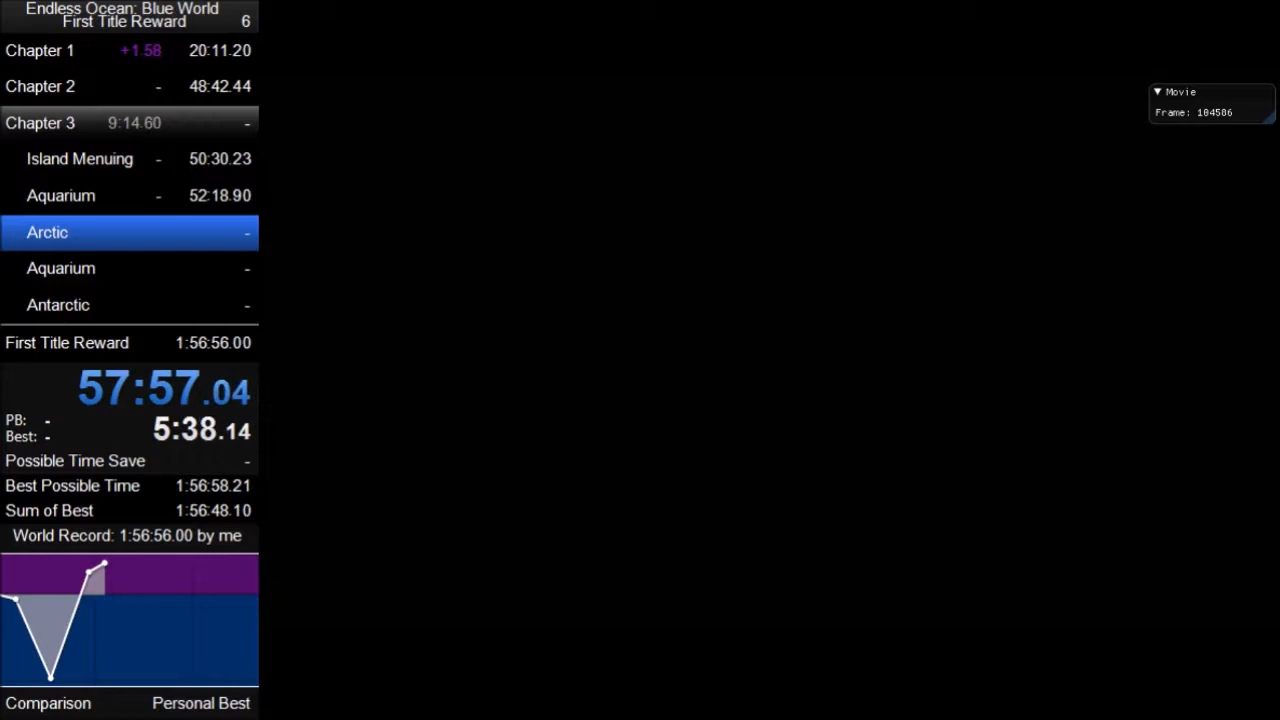 Endless Ocean: Blue World
First Title Reward 6
Chapter 1 +1.58 20:11.20
Chapter 2 - 48:42.44
Chapter 3 9:14.60 -
Island Menuing - 50:30.23
Aquarium - 52:18.90
Arctic -
Aquarium -
Antarctic -
First Title Reward 1:56:56.00
57:57.04
PB: -
Best: - 5:38.14
Possible Time Save -
Best Possible Time 1:56:58.21
Sum of Best 1:56:48.10
World Record: 1:56:56.00 by me
Comparison Personal Best
▼ Movie
Frame: 104506